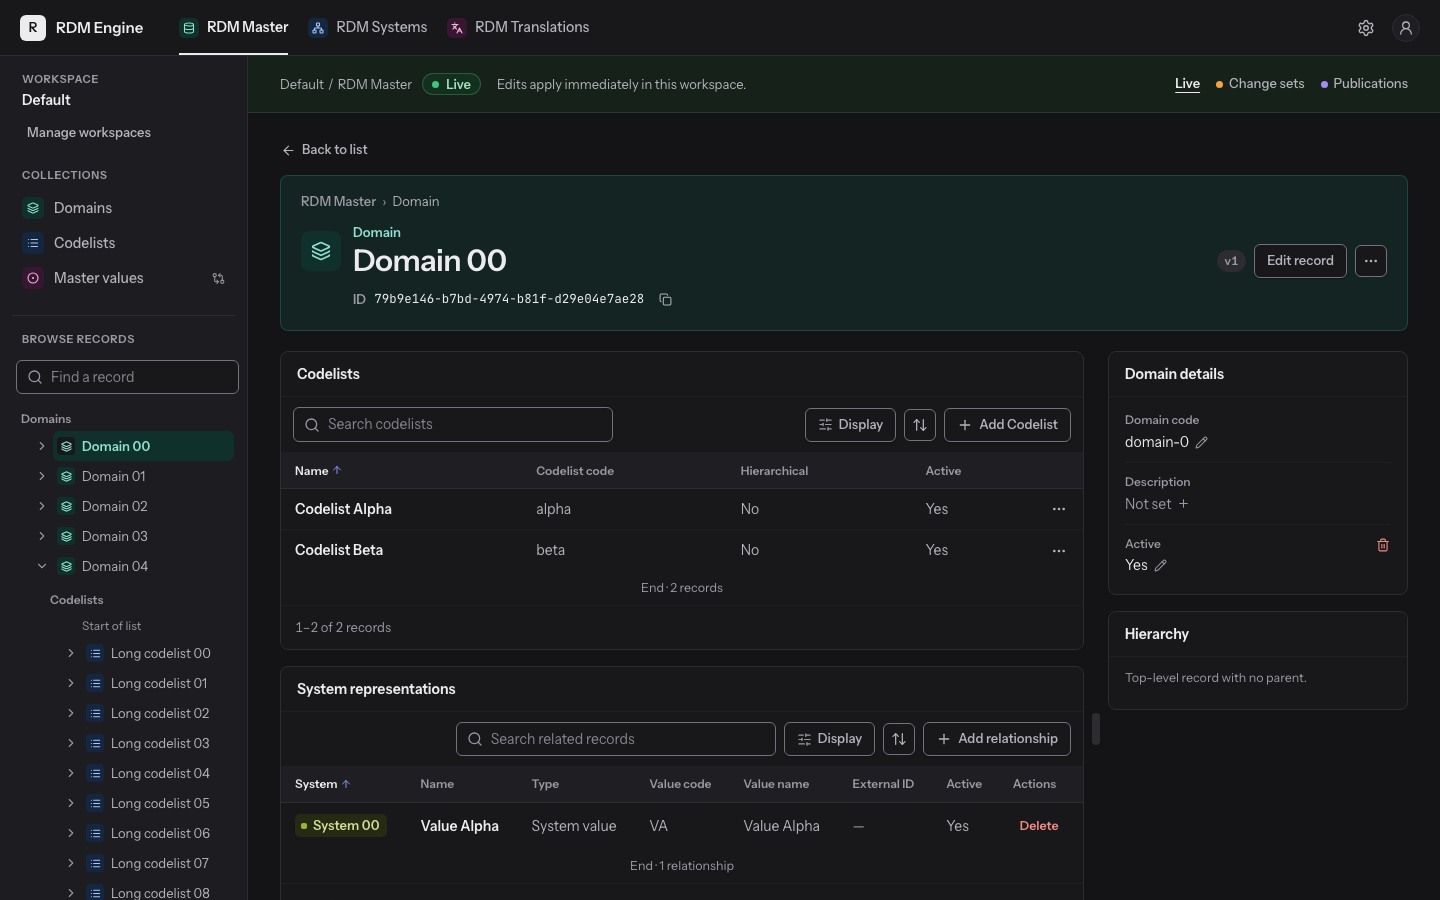 R RDM Engine
RDM Master
RDM Systems
RDM Translations
WORKSPACE
Default
Manage workspaces
COLLECTIONS
Domains
Codelists
Master values
BROWSE RECORDS
Find a record
Domains
Domain 00
Domain 01
Domain 02
Domain 03
Domain 04
Codelists
Start of list
Long codelist 00
Long codelist 01
Long codelist 02
Long codelist 03
Long codelist 04
Long codelist 05
Long codelist 06
Long codelist 07
Long codelist 08
Default / RDM Master Live Edits apply immediately in this workspace.
Live Change sets Publications
Back to list
RDM Master › Domain
Domain
Domain 00
v1 Edit record
ID 79b9e146-b7bd-4974-b81f-d29e04e7ae28
Codelists
Search codelists Display Add Codelist
Name Codelist code Hierarchical Active
Codelist Alpha alpha No Yes
Codelist Beta beta No Yes
End · 2 records
1–2 of 2 records
System representations
Search related records Display Add relationship
System Name Type Value code Value name External ID Active Actions
System 00 Value Alpha System value VA Value Alpha — Yes Delete
End · 1 relationship
Domain details
Domain code
domain-0
Description
Not set
Active
Yes
Hierarchy
Top-level record with no parent.